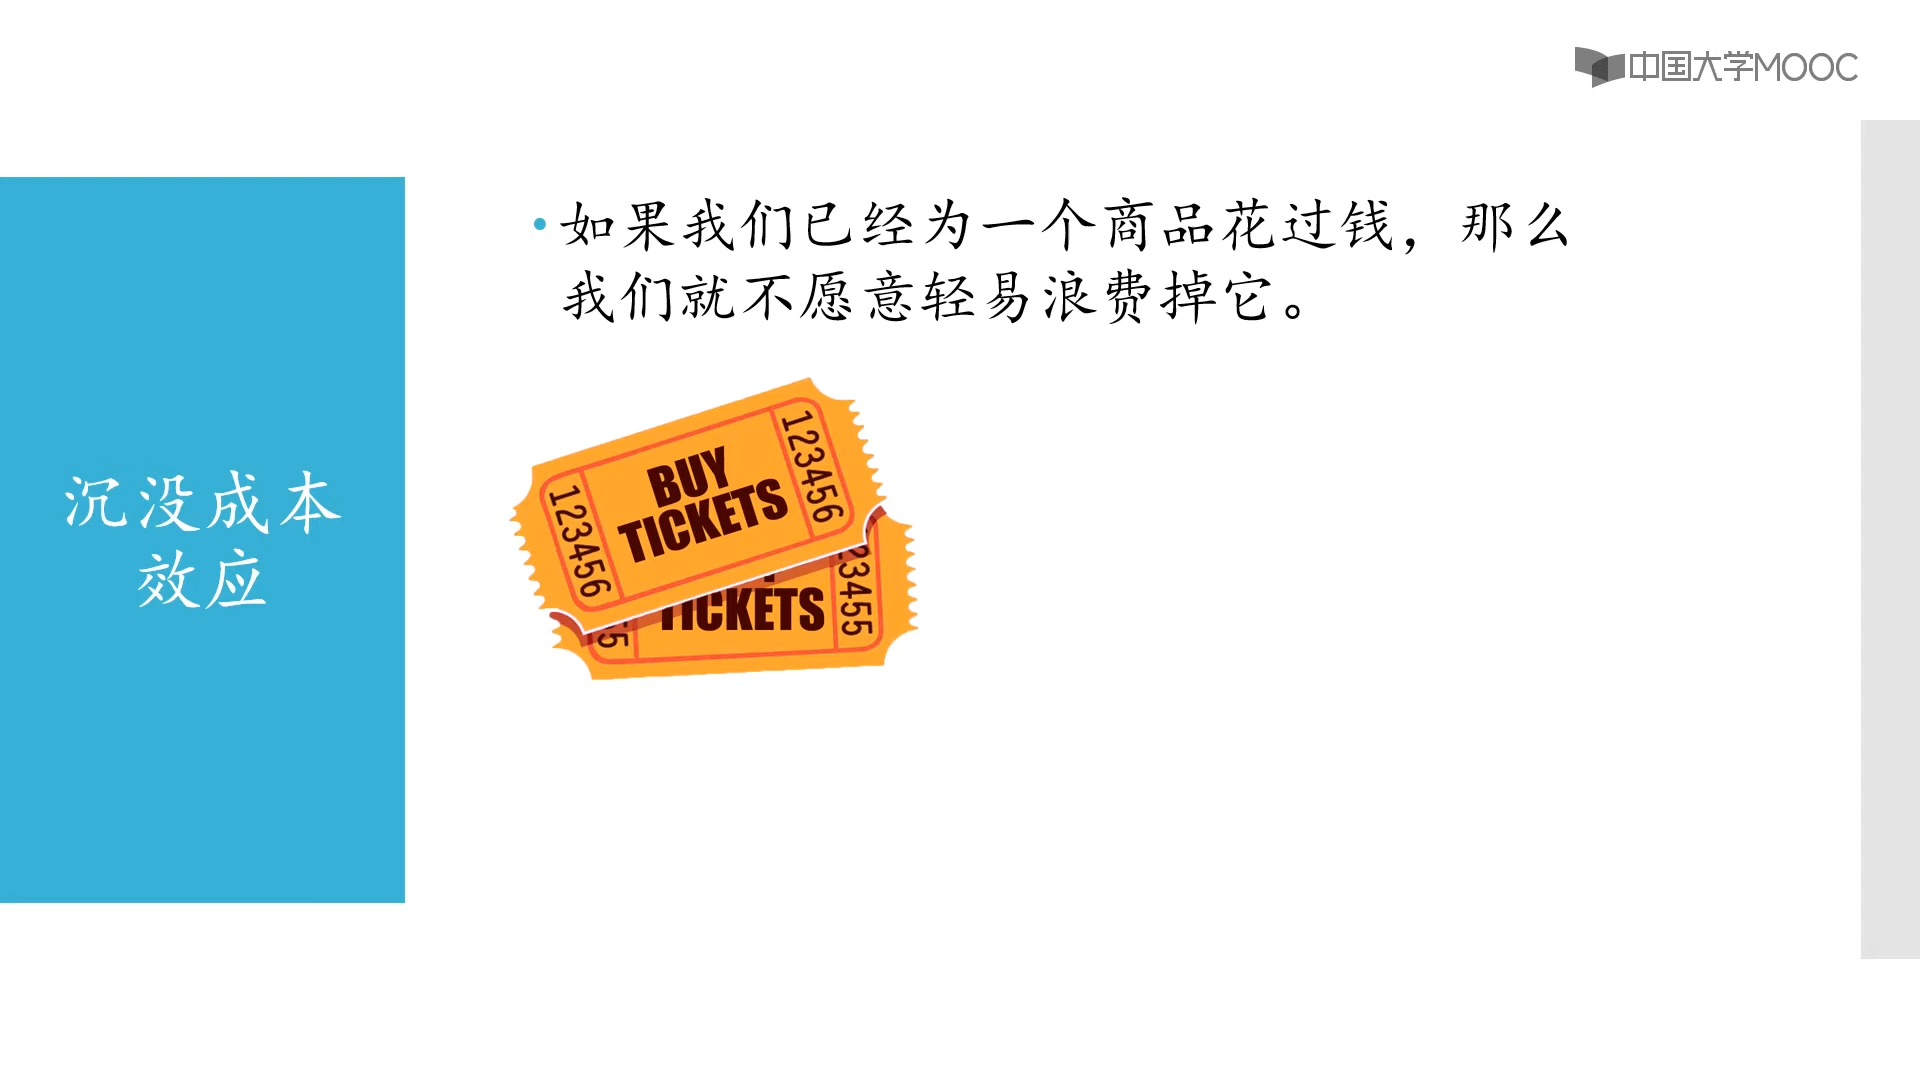 中国大学MOOC
沉没成本
效应
如果我们已经为一个商品花过钱，那么
我们就不愿意轻易浪费掉它。
BUY
TICKETS
123456
123456
TICKETS
23455
55